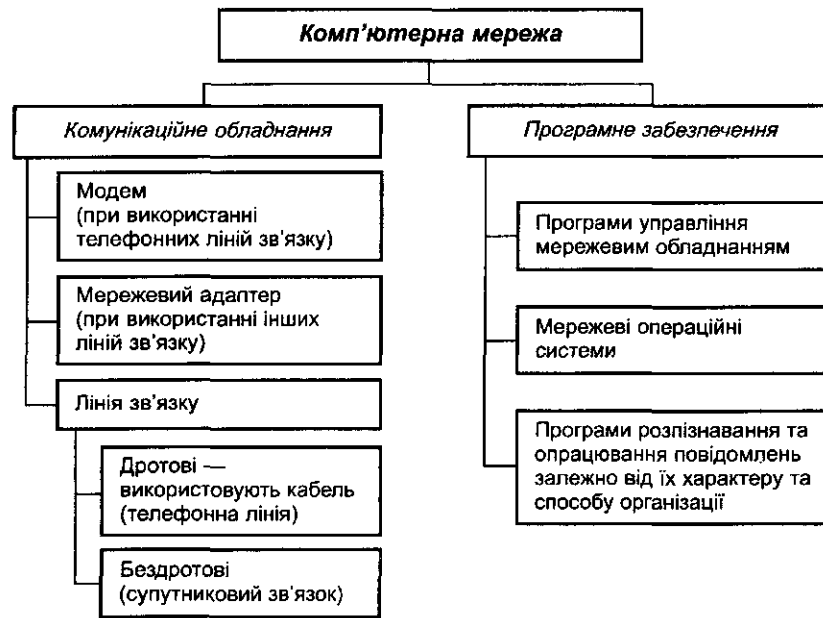 Комп'ютерна мережа
Комунікаційне обладнання
Модем
(при використанні
телефонних ліній зв'язку)
Мережевий адаптер
(при використанні інших
ліній зв'язку)
Лінія зв'язку
Дротові —
використовують кабель
(телефонна лінія)
Бездротові
(супутниковий зв'язок)
Програмне забезпечення
Програми управління
мережевим обладнанням
Мережеві операційні
системи
Програми розпізнавання та
опрацювання повідомлень
залежно від їх характеру та
способу організації